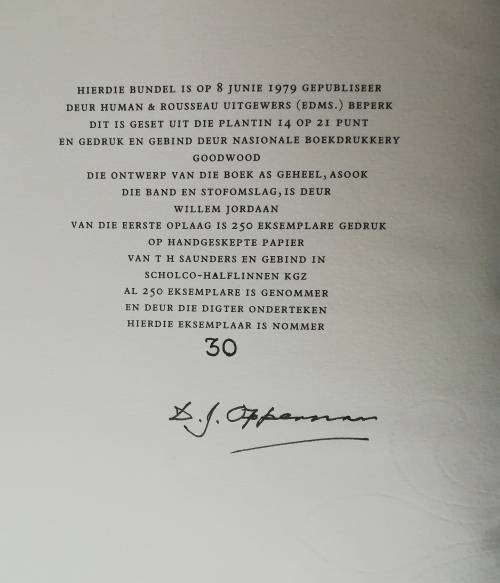 HIERDIE BUNDEL IS OP 8 JUNIE 1979 GEPUBLISEER
DEUR HUMAN & ROUSSEAU UITGEWERS (EDMS.) BEPERK
DIT IS GESET UIT DIE PLANTIN 14 OP 21 PUNT
EN GEDRUK EN GEBIND DEUR NASIONALE BOEKDRUKKERY
GOODWOOD
DIE ONTWERP VAN DIE BOEK AS GEHEEL, ASOOK
DIE BAND EN STOFOMSLAG, IS DEUR
WILLEM JORDAAN
VAN DIE EERSTE OPLAAG IS 250 EKSEMPLARE GEDRUK
OP HANDGESKEPTE PAPIER
VAN T H SAUNDERS EN GEBIND IN
SCHOLCO-HALFLINNEN KGZ
AL 250 EKSEMPLARE IS GENOMMER
EN DEUR DIE DIGTER ONDERTEKEN
HIERDIE EKSEMPLAAR IS NOMMER
30
D. J. Opperman